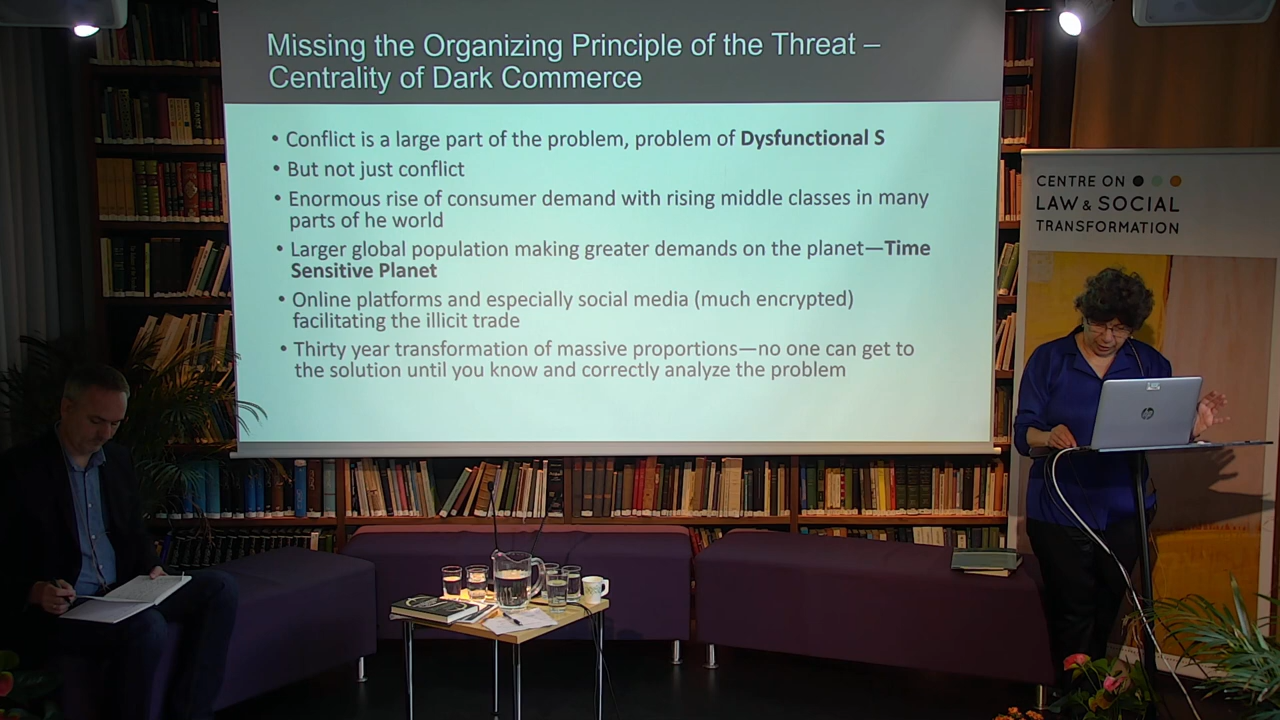 Missing the Organizing Principle of the Threat –
Centrality of Dark Commerce
• Conflict is a large part of the problem, problem of Dysfunctional S
• But not just conflict
• Enormous rise of consumer demand with rising middle classes in many
parts of he world
• Larger global population making greater demands on the planet—Time
Sensitive Planet
• Online platforms and especially social media (much encrypted)
facilitating the illicit trade
• Thirty year transformation of massive proportions—no one can get to
the solution until you know and correctly analyze the problem
CENTRE ON
LAW & SOCIAL
TRANSFORMATION
hp